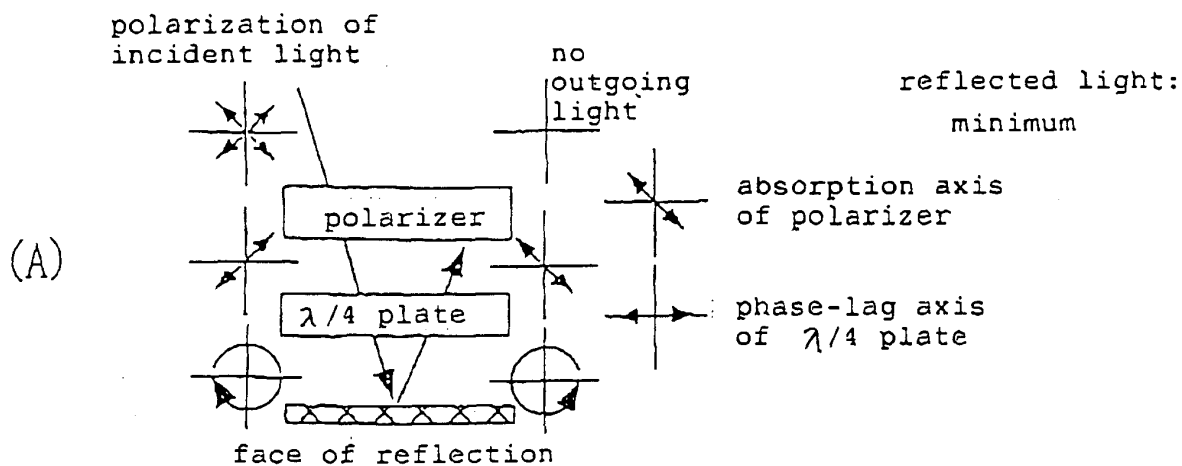 polarization of
incident light
no
outgoing
light
reflected light:
minimum
polarizer
absorption axis
of polarizer
(A)
λ/4 plate
phase-lag axis
of λ/4 plate
face of reflection